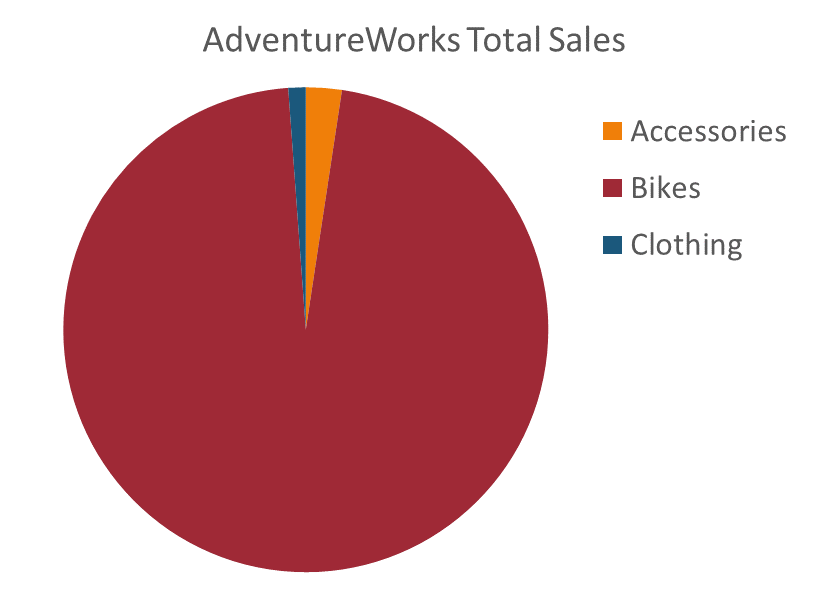 AdventureWorks Total Sales
Accessories
Bikes
Clothing